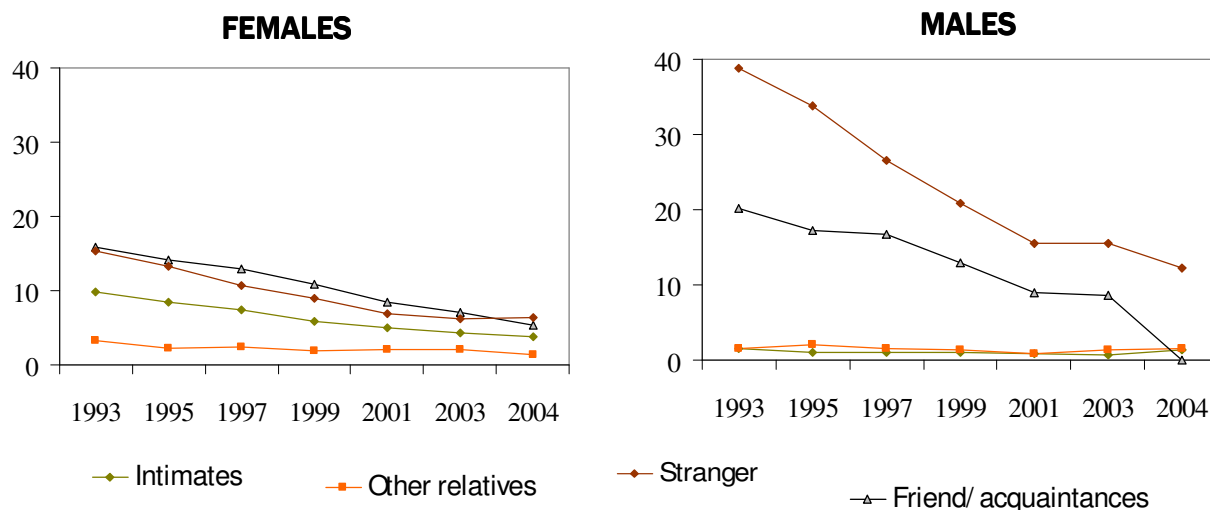 FEMALES
40
30
20
10
0
1993 1995 1997 1999 2001 2003 2004
MALES
40
30
20
10
0
1993 1995 1997 1999 2001 2003 2004
Intimates
Other relatives
Stranger
Friend/ acquaintances